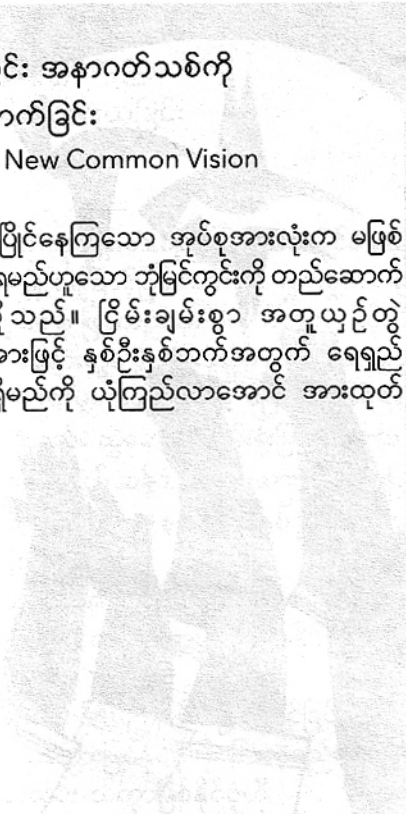 င်း အနာဂတ်သစ်ကို
ာက်ခြင်း
New Common Vision
ပြိုင်နေကြသော အုပ်စုအားလုံးက မဖြစ်
ရမည်ဟူသော ဘုံမြင်ကွင်းကို တည်ဆောက်
ိုသည်။ ငြိမ်းချမ်းစွာ အတူယှဉ်တွဲ
အားဖြင့် နှစ်ဦးနှစ်ဘက်အတွက် ရေရှည်
ရှိမည်ကို ယုံကြည်လာအောင် အားထုတ်